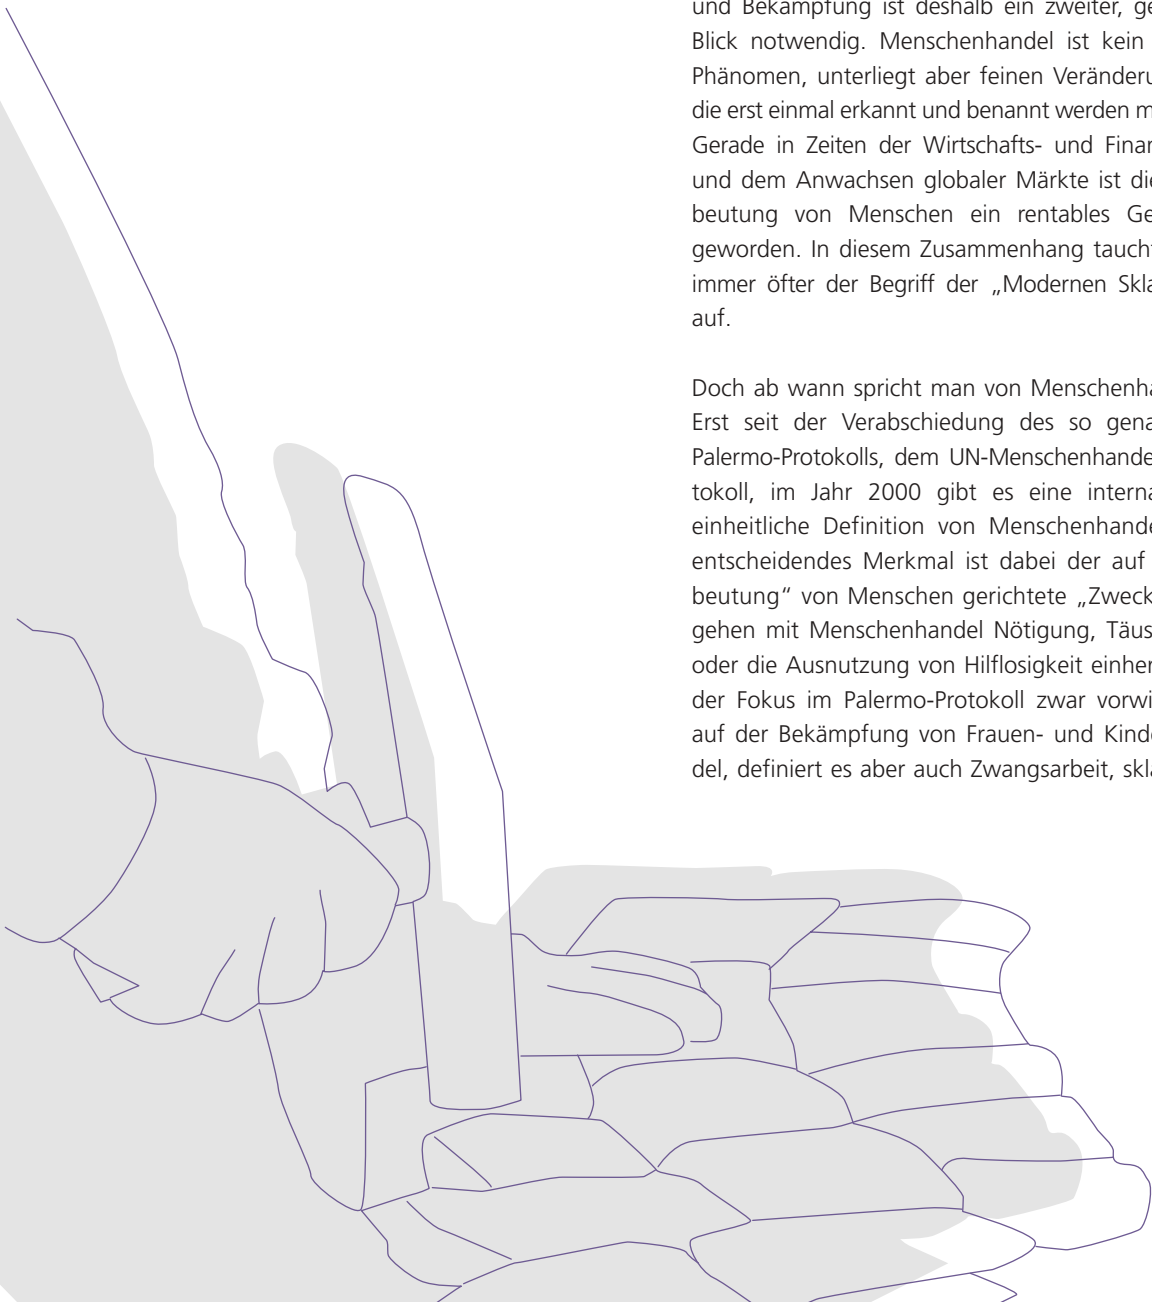 und Bekämpfung ist deshalb ein zweiter, ge
Blick notwendig. Menschenhandel ist kein
Phänomen, unterliegt aber feinen Veränderu
die erst einmal erkannt und benannt werden m
Gerade in Zeiten der Wirtschafts- und Finan
und dem Anwachsen globaler Märkte ist die
beutung von Menschen ein rentables Ge
geworden. In diesem Zusammenhang taucht
immer öfter der Begriff der „Modernen Skla
auf.
Doch ab wann spricht man von Menschenha
Erst seit der Verabschiedung des so gena
Palermo-Protokolls, dem UN-Menschenhande
tokoll, im Jahr 2000 gibt es eine interna
einheitliche Definition von Menschenhande
entscheidendes Merkmal ist dabei der auf
beutung“ von Menschen gerichtete „Zweck
gehen mit Menschenhandel Nötigung, Täus
oder die Ausnutzung von Hilflosigkeit einher
der Fokus im Palermo-Protokoll zwar vorwi
auf der Bekämpfung von Frauen- und Kinde
del, definiert es aber auch Zwangsarbeit, skla